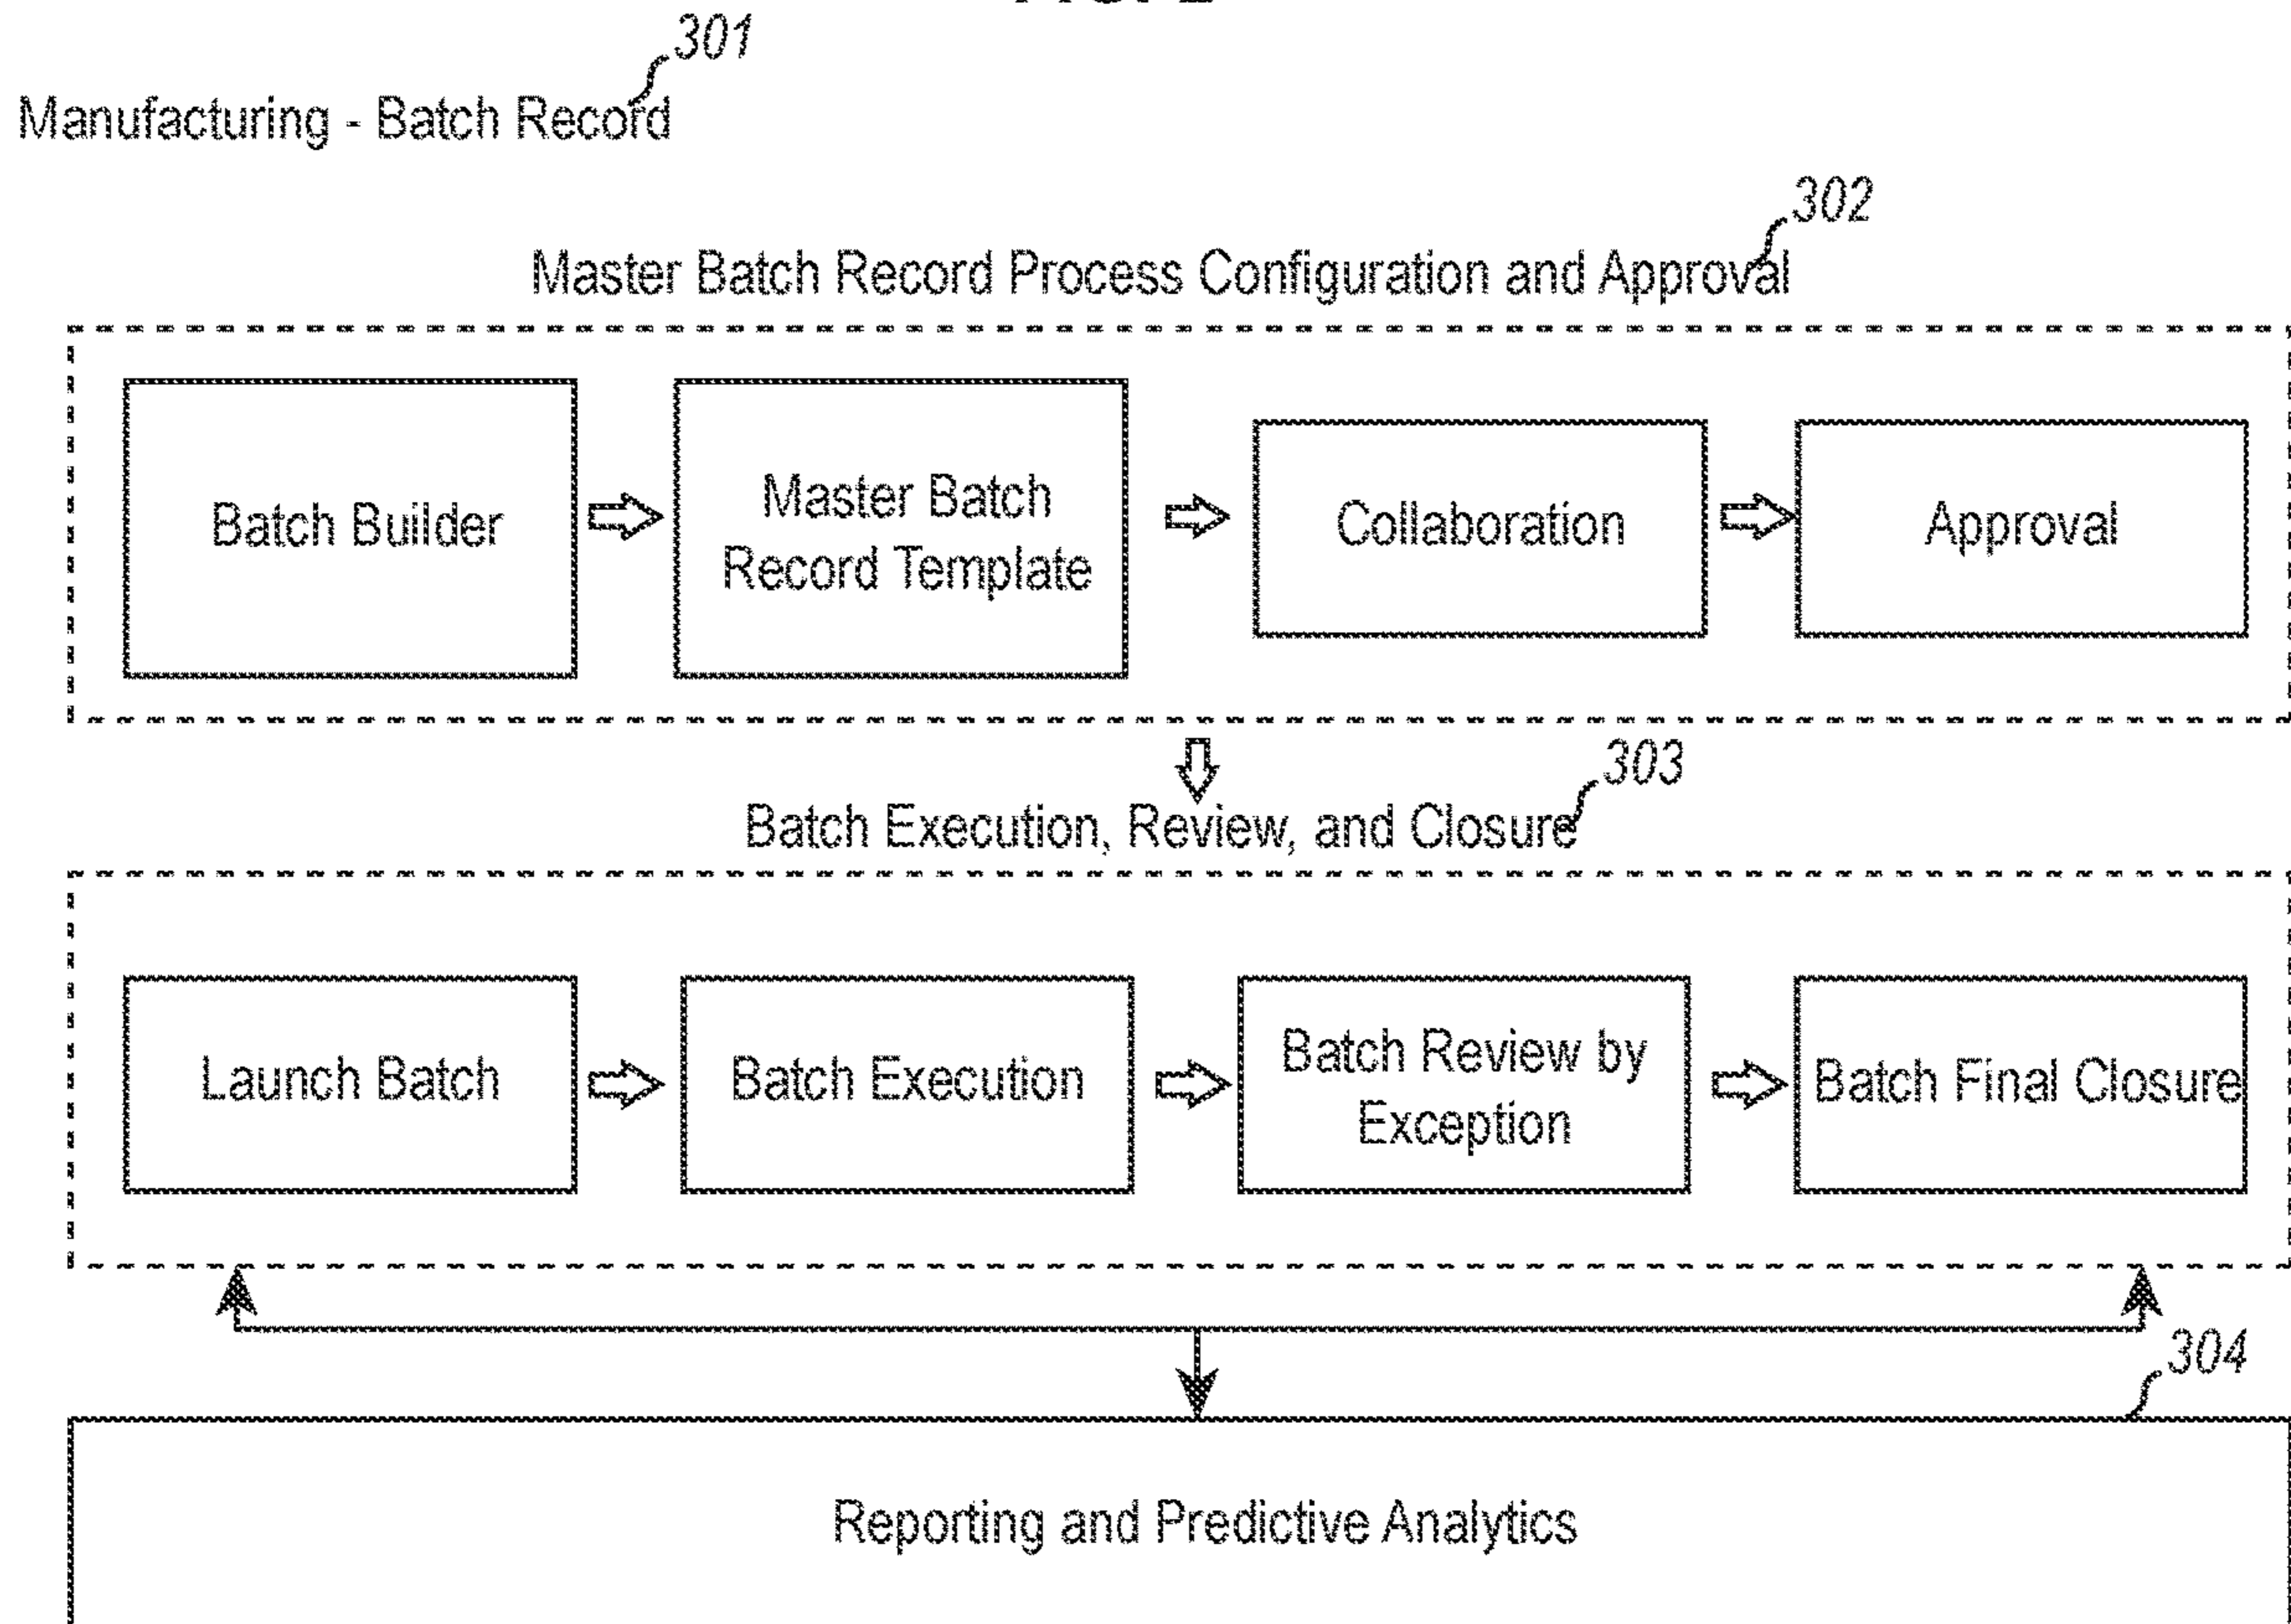 301
Manufacturing - Batch Record
302
Master Batch Record Process Configuration and Approval
Batch Builder
Master Batch
Record Template
Collaboration
Approval
303
Batch Execution, Review, and Closure
Launch Batch
Batch Execution
Batch Review by
Exception
Batch Final Closure
304
Reporting and Predictive Analytics